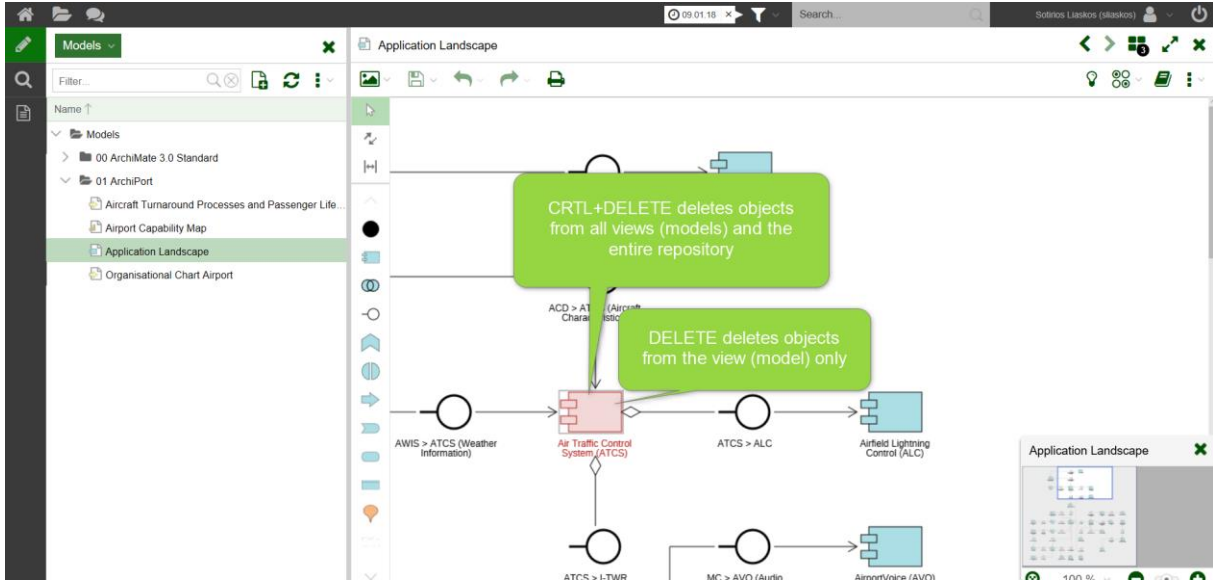 09.01.18
Search...
Sotirios Liaskos (sliaskos)
Models
Application Landscape
Filter...
3
Name
Models
00 ArchiMate 3.0 Standard
01 ArchiPort
Aircraft Turnaround Processes and Passenger Life...
Airport Capability Map
Application Landscape
Organisational Chart Airport
CRTL+DELETE deletes objects
from all views (models) and the
entire repository
DELETE deletes objects
from the view (model) only
AWIS > ATCS (Weather
Information)
Air Traffic Control
System (ATCS)
ATCS > ALC
Airfield Lightning
Control (ALC)
Application Landscape
ATCS > I-TWR
MC > AVO (Audio
AirportVoice (AVO)
100 %